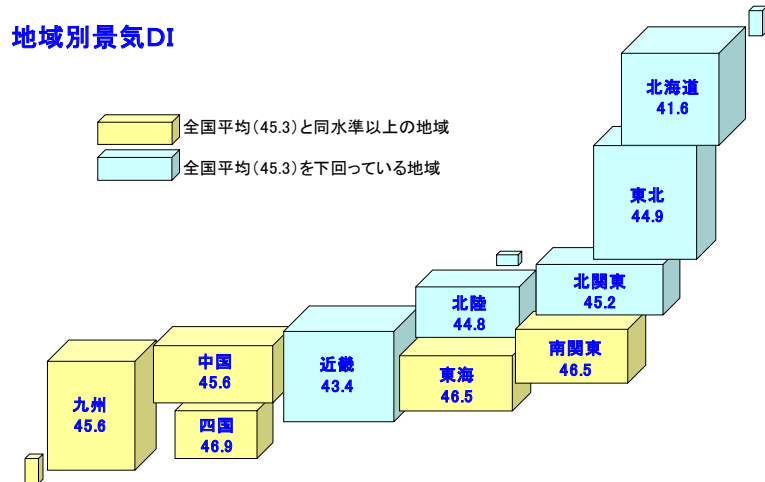 地域別景気DI
全国平均(45.3)と同水準以上の地域
全国平均(45.3)を下回っている地域
北海道
41.6
東北
44.9
北関東
45.2
北陸
44.8
南関東
46.5
東海
46.5
近畿
43.4
中国
45.6
四国
46.9
九州
45.6